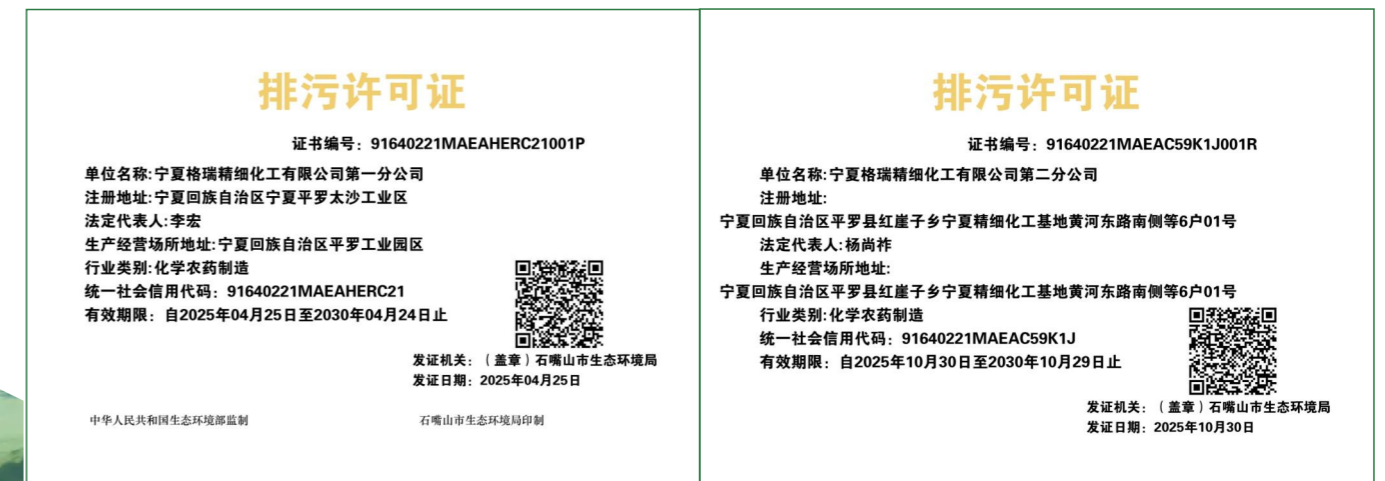 排污许可证
证书编号：91640221MAEAHERC21001P
单位名称:宁夏格瑞精细化工有限公司第一分公司
注册地址:宁夏回族自治区宁夏平罗太沙工业区
法定代表人:李宏
生产经营场所地址:宁夏回族自治区平罗工业园区
行业类别:化学农药制造
统一社会信用代码：91640221MAEAHERC21
有效期限：自2025年04月25日至2030年04月24日止
发证机关：（盖章）石嘴山市生态环境局
发证日期：2025年04月25日
中华人民共和国生态环境部监制
石嘴山市生态环境局印制
排污许可证
证书编号：91640221MAEAC59K1J001R
单位名称:宁夏格瑞精细化工有限公司第二分公司
注册地址:
宁夏回族自治区平罗县红崖子乡宁夏精细化工基地黄河东路南侧等6户01号
法定代表人:杨尚祚
生产经营场所地址:
宁夏回族自治区平罗县红崖子乡宁夏精细化工基地黄河东路南侧等6户01号
行业类别:化学农药制造
统一社会信用代码：91640221MAEAC59K1J
有效期限：自2025年10月30日至2030年10月29日止
发证机关：（盖章）石嘴山市生态环境局
发证日期：2025年10月30日